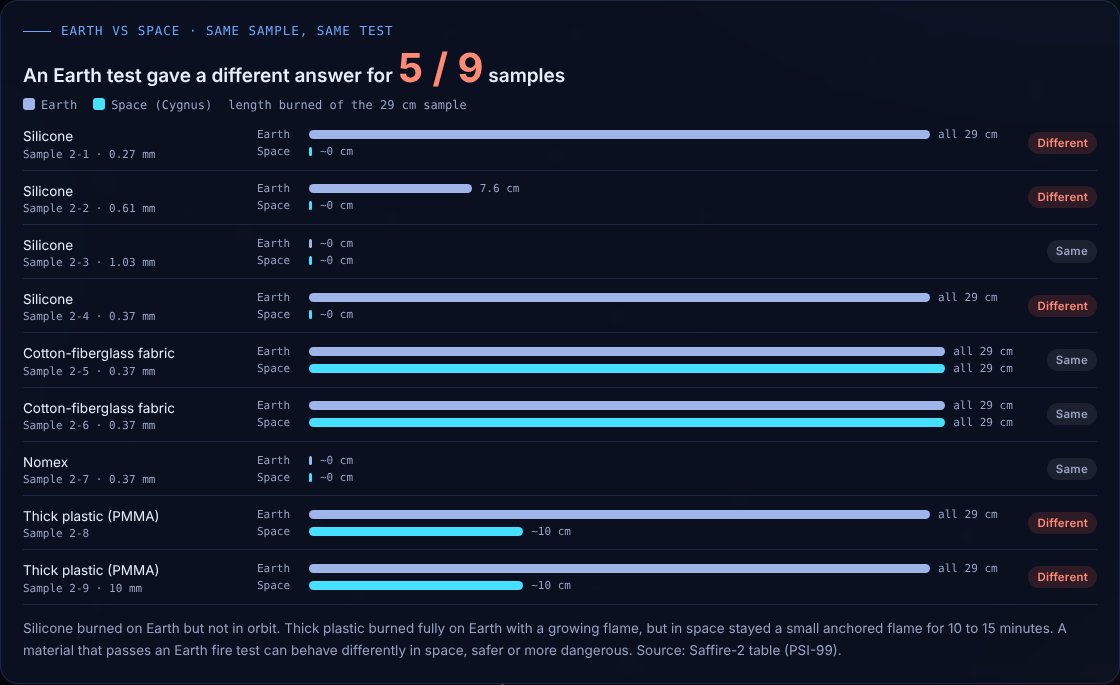 EARTH VS SPACE · SAME SAMPLE, SAME TEST
An Earth test gave a different answer for 5 / 9 samples
Earth Space (Cygnus) length burned of the 29 cm sample
Silicone
Sample 2-1 · 0.27 mm
Earth all 29 cm
Space ~0 cm
Different
Silicone
Sample 2-2 · 0.61 mm
Earth 7.6 cm
Space ~0 cm
Different
Silicone
Sample 2-3 · 1.03 mm
Earth ~0 cm
Space ~0 cm
Same
Silicone
Sample 2-4 · 0.37 mm
Earth all 29 cm
Space ~0 cm
Different
Cotton-fiberglass fabric
Sample 2-5 · 0.37 mm
Earth all 29 cm
Space all 29 cm
Same
Cotton-fiberglass fabric
Sample 2-6 · 0.37 mm
Earth all 29 cm
Space all 29 cm
Same
Nomex
Sample 2-7 · 0.37 mm
Earth ~0 cm
Space ~0 cm
Same
Thick plastic (PMMA)
Sample 2-8
Earth all 29 cm
Space ~10 cm
Different
Thick plastic (PMMA)
Sample 2-9 · 10 mm
Earth all 29 cm
Space ~10 cm
Different
Silicone burned on Earth but not in orbit. Thick plastic burned fully on Earth with a growing flame, but in space stayed a small anchored flame for 10 to 15 minutes. A
material that passes an Earth fire test can behave differently in space, safer or more dangerous. Source: Saffire-2 table (PSI-99).